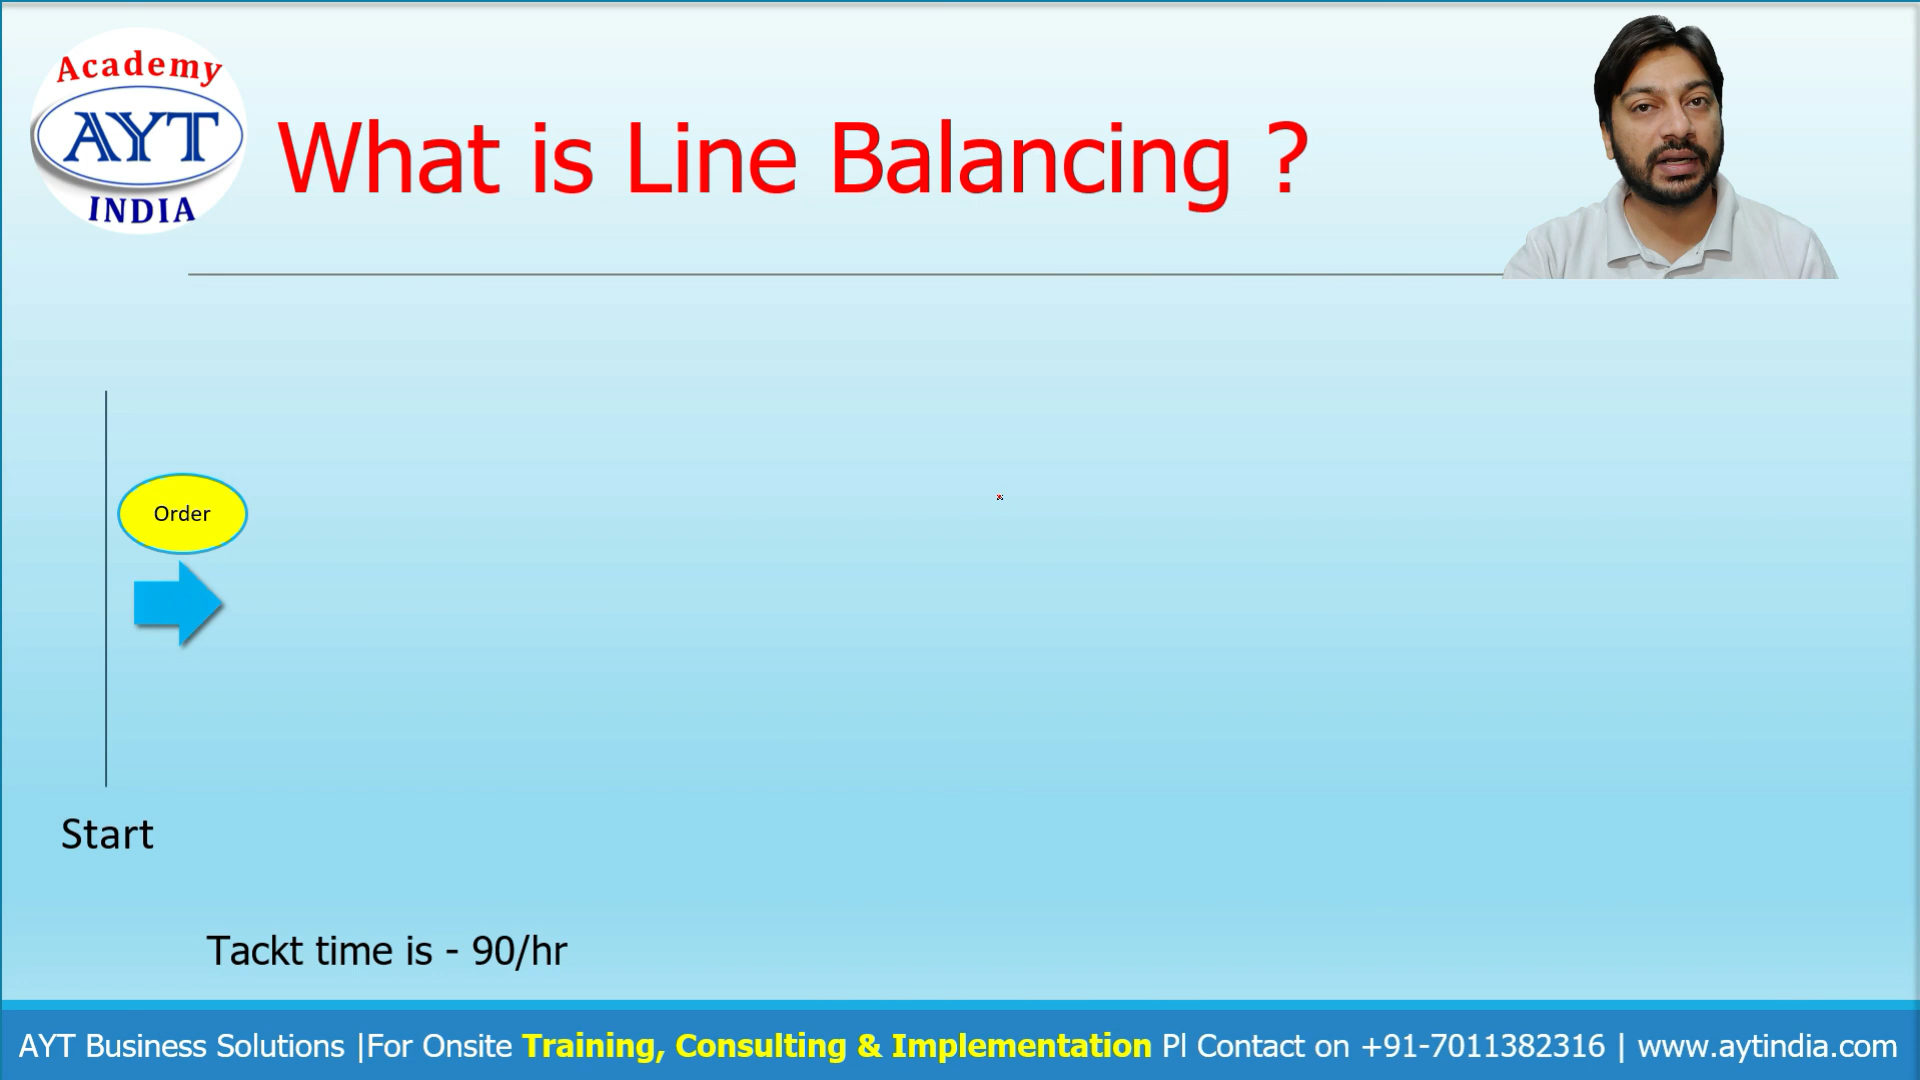 Academy
AYT
INDIA
What is Line Balancing ?
Order
Start
Tackt time is - 90/hr
AYT Business Solutions |For Onsite Training, Consulting & Implementation Pl Contact on +91-7011382316 | www.aytindia.com